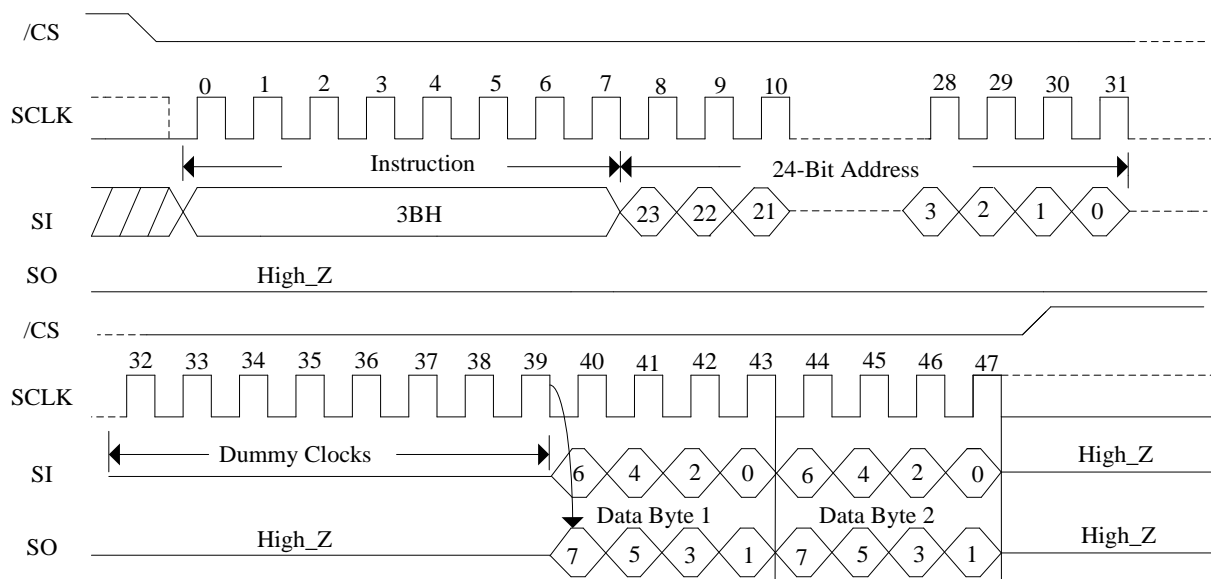 /CS
0 1 2 3 4 5 6 7 8 9 10 28 29 30 31
SCLK
Instruction 24-Bit Address
SI 3BH 23 22 21 3 2 1 0
SO High_Z
/CS
32 33 34 35 36 37 38 39 40 41 42 43 44 45 46 47
SCLK
Dummy Clocks
SI 6 4 2 0 6 4 2 0 High_Z
Data Byte 1 Data Byte 2
SO High_Z 7 5 3 1 7 5 3 1 High_Z